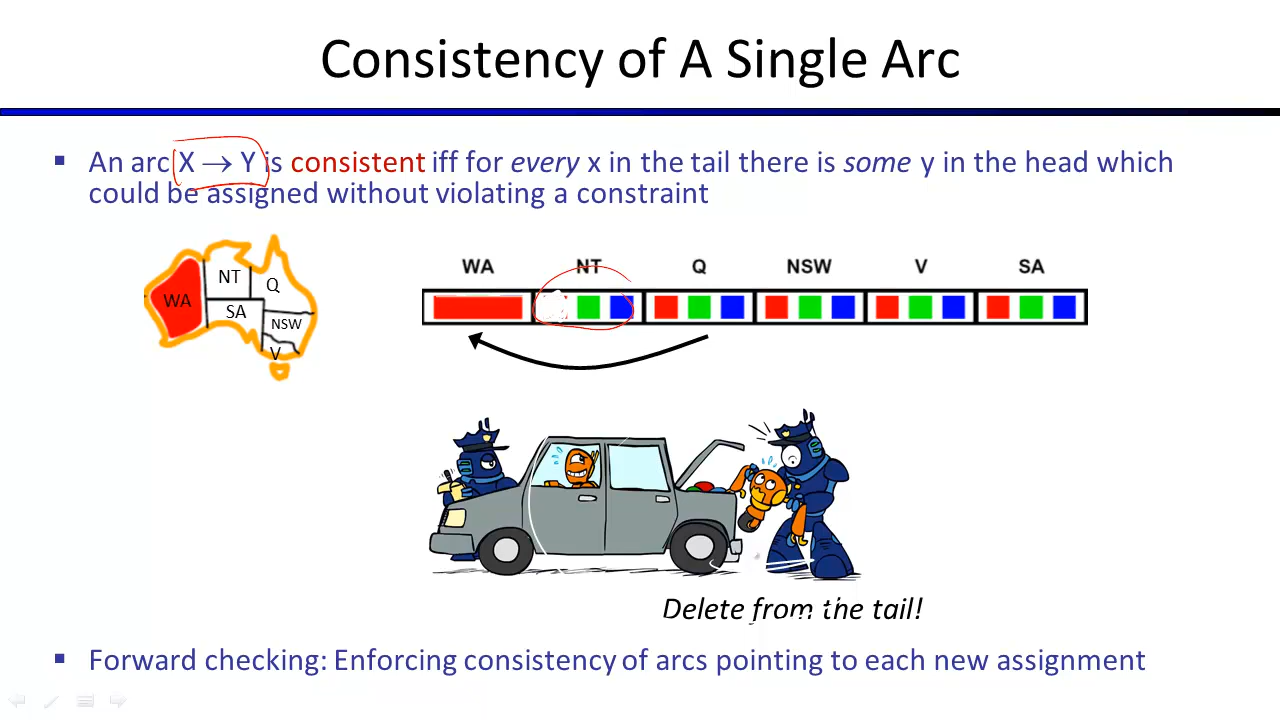 Consistency of A Single Arc
▪ An arc X → Y is consistent iff for every x in the tail there is some y in the head which
could be assigned without violating a constraint
WA NT Q NSW V SA
NT Q
WA SA
NSW
V
Delete from the tail!
▪ Forward checking: Enforcing consistency of arcs pointing to each new assignment